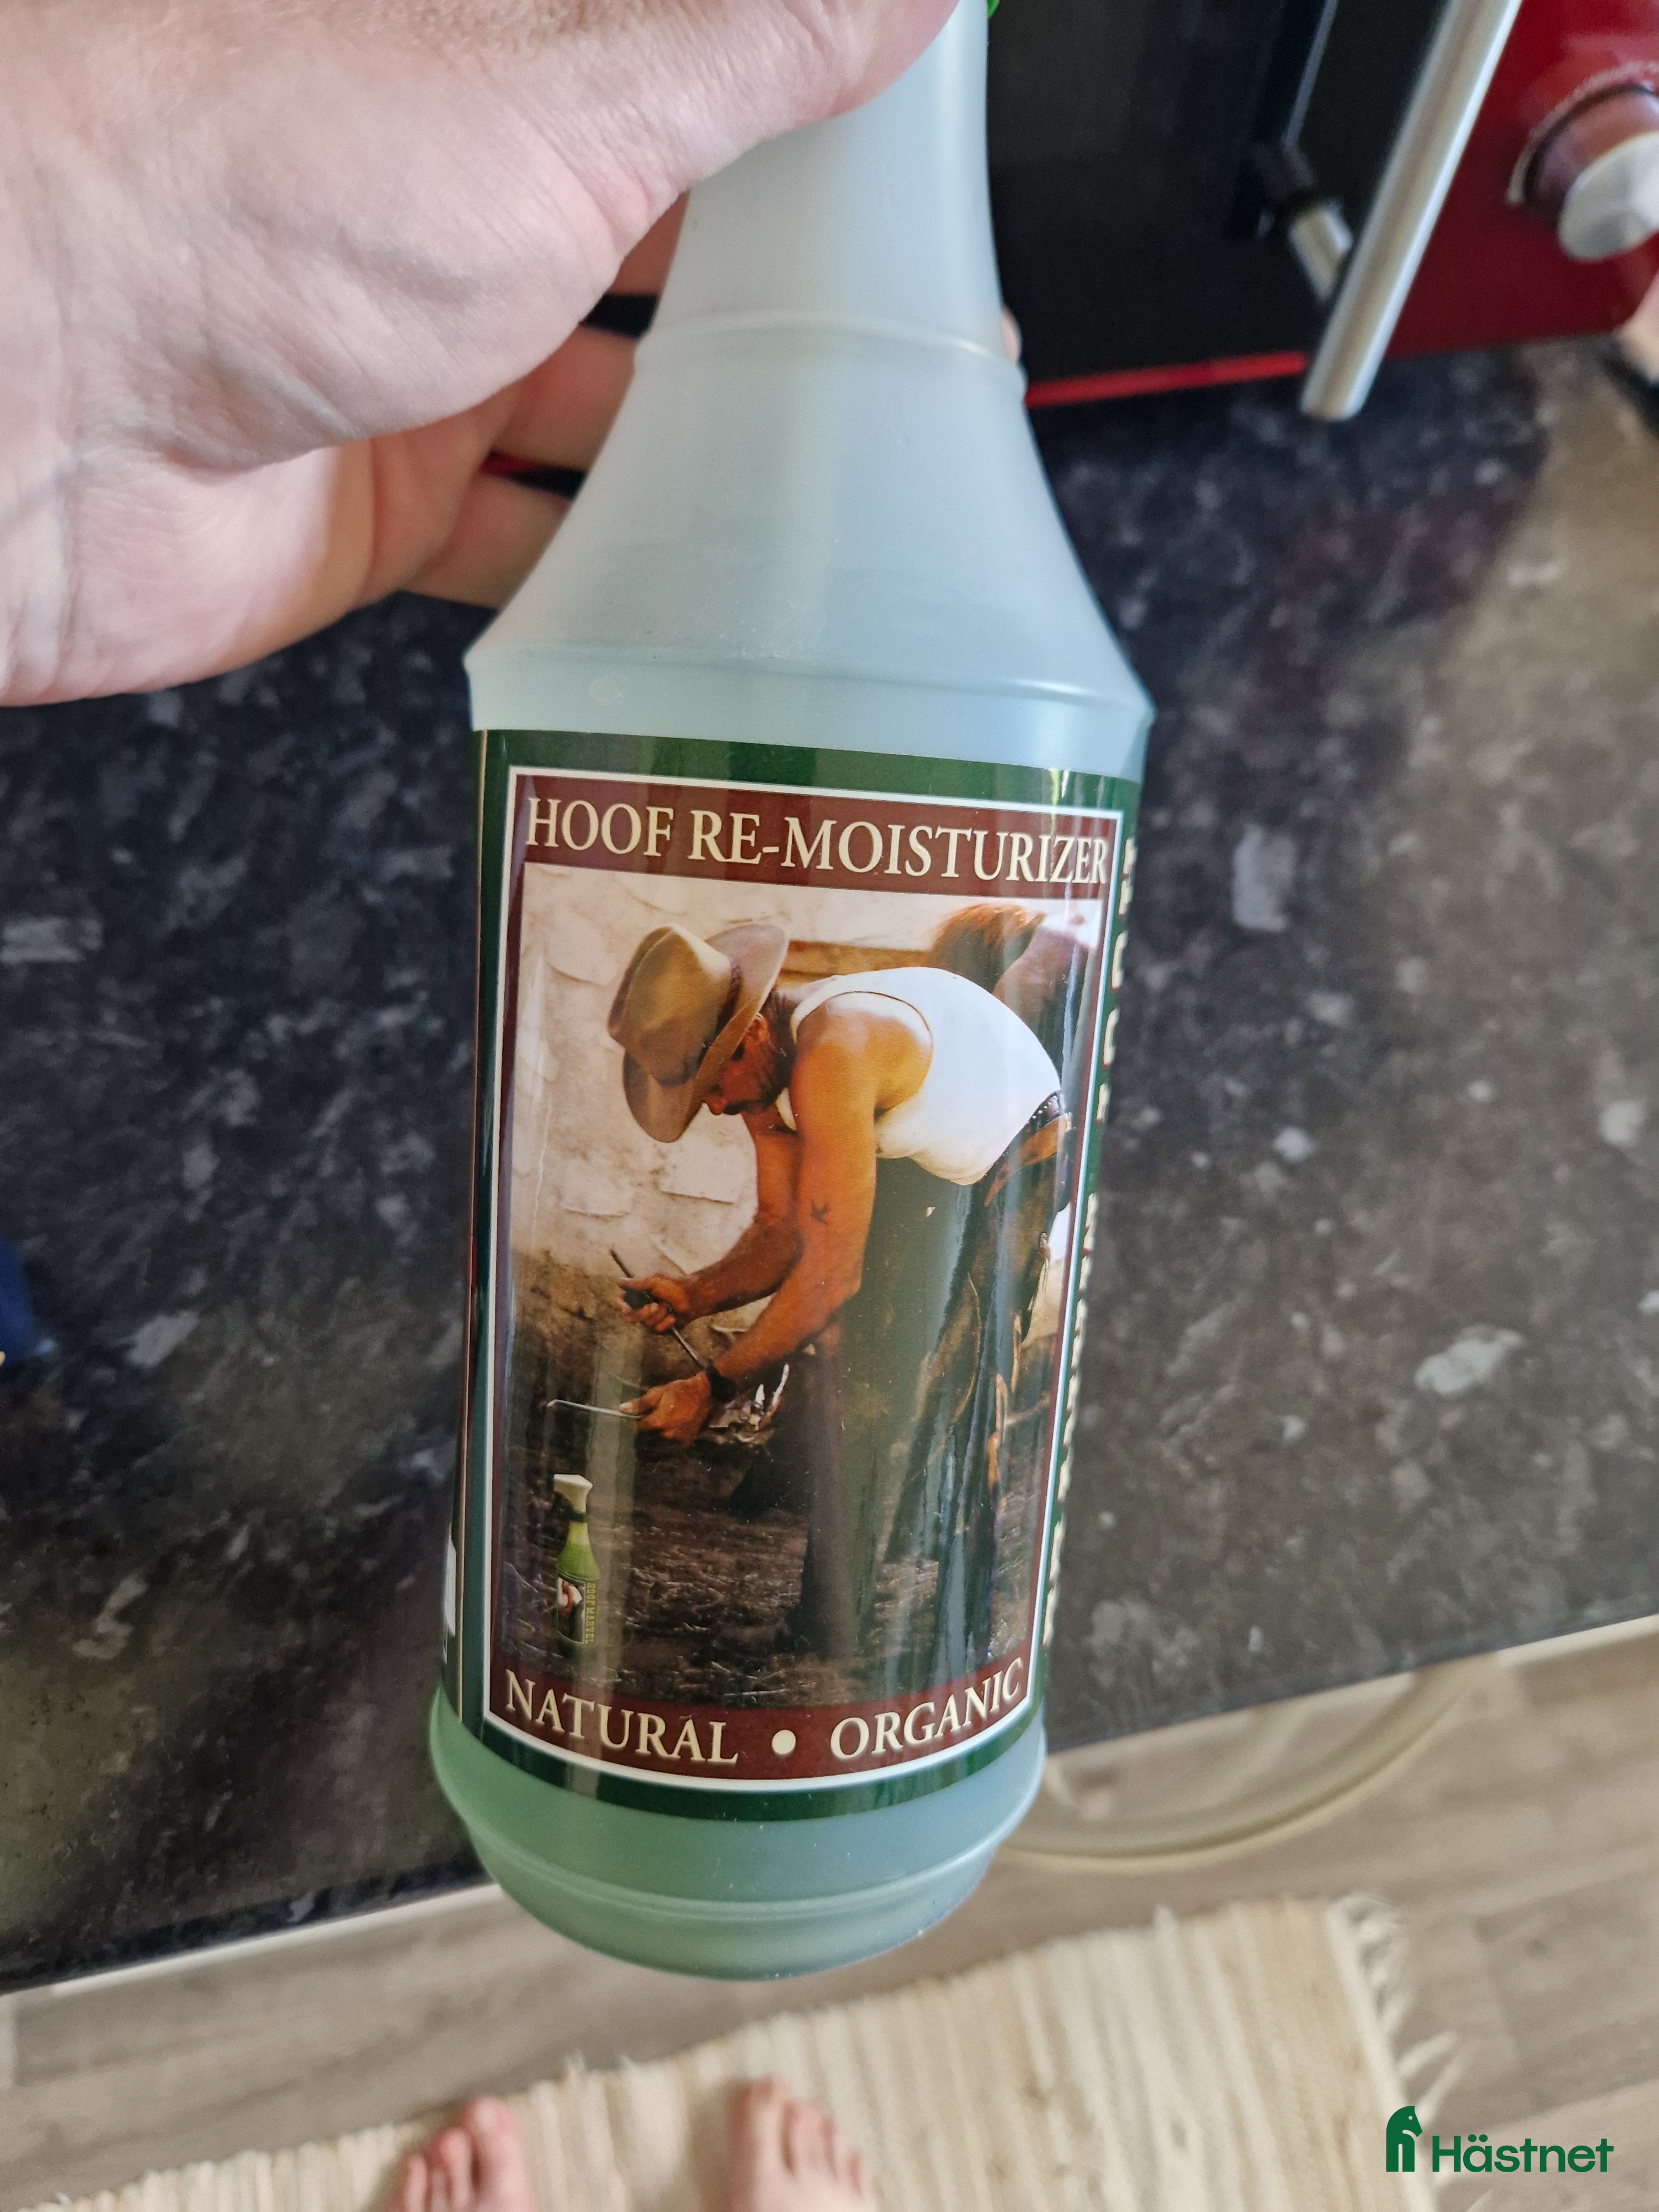 HOOF RE-MOISTURIZER
NATURAL • ORGANIC
Hästnet